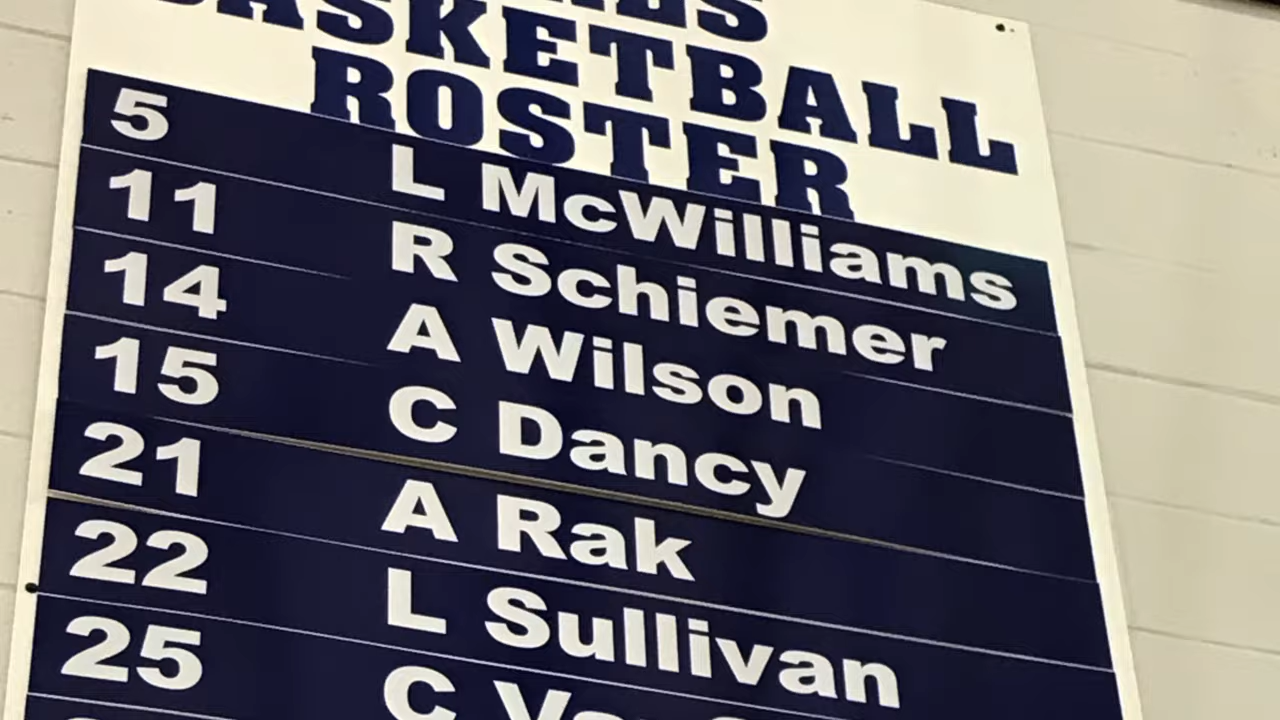 BASKETBALL
ROSTER
5 L McWilliams
11 R Schiemer
14 A Wilson
15 C Dancy
21 A Rak
22 L Sullivan
25 C